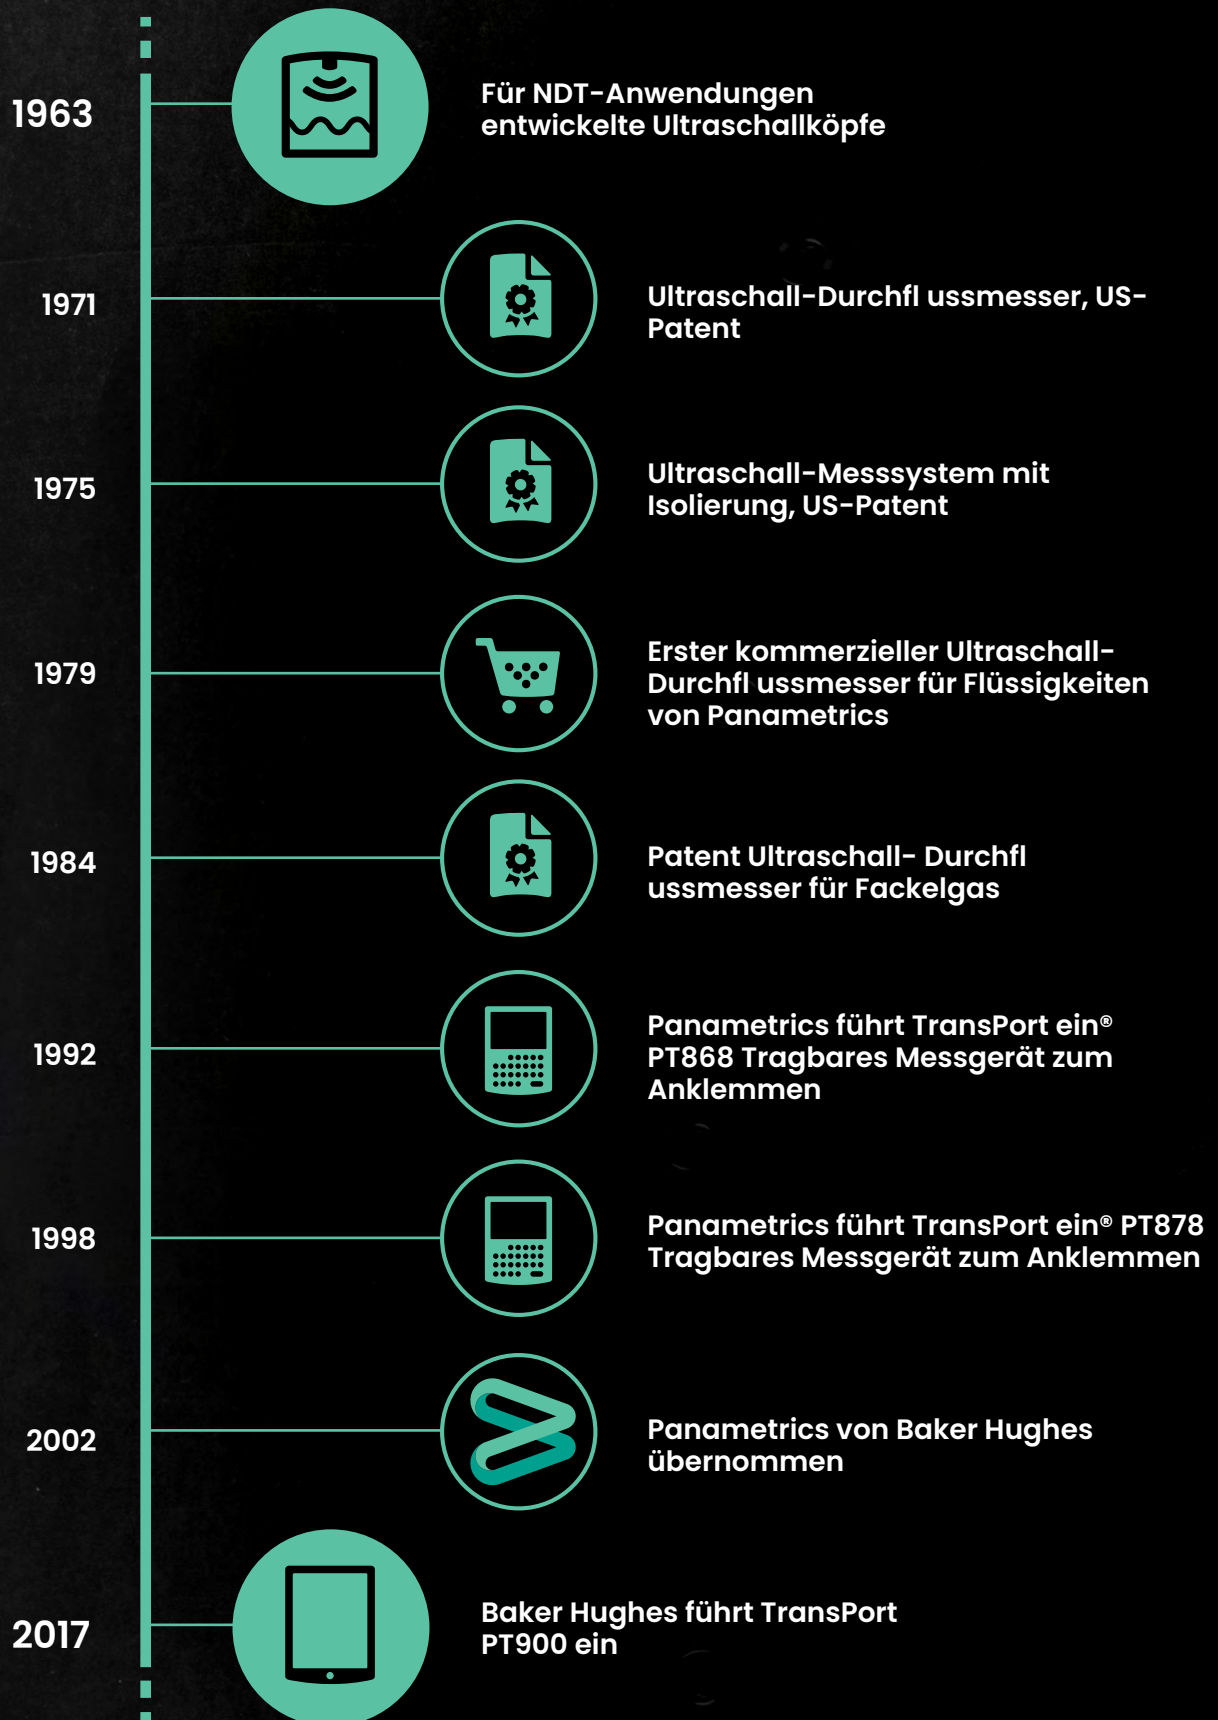 1963
Für NDT-Anwendungen
entwickelte Ultraschallköpfe
1971
Ultraschall-Durchfl ussmesser, US-
Patent
1975
Ultraschall-Messsystem mit
Isolierung, US-Patent
1979
Erster kommerzieller Ultraschall-
Durchfl ussmesser für Flüssigkeiten
von Panametrics
1984
Patent Ultraschall- Durchfl
ussmesser für Fackelgas
1992
Panametrics führt TransPort ein®
PT868 Tragbares Messgerät zum
Anklemmen
1998
Panametrics führt TransPort ein® PT878
Tragbares Messgerät zum Anklemmen
2002
Panametrics von Baker Hughes
übernommen
2017
Baker Hughes führt TransPort
PT900 ein